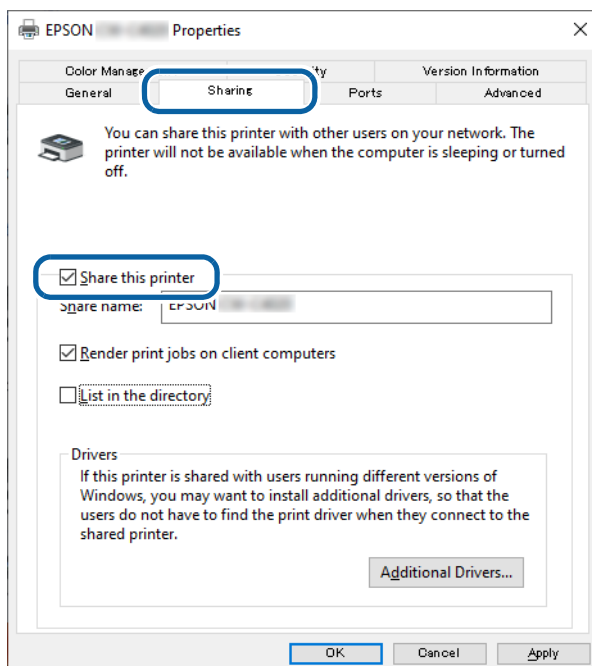 EPSON Properties
Color Manage ty Version Information
General Sharing Ports Advanced
You can share this printer with other users on your network. The
printer will not be available when the computer is sleeping or turned
off.
Share this printer
Share name: EPSON
Render print jobs on client computers
List in the directory
Drivers
If this printer is shared with users running different versions of
Windows, you may want to install additional drivers, so that the
users do not have to find the print driver when they connect to the
shared printer.
Additional Drivers...
OK Cancel Apply